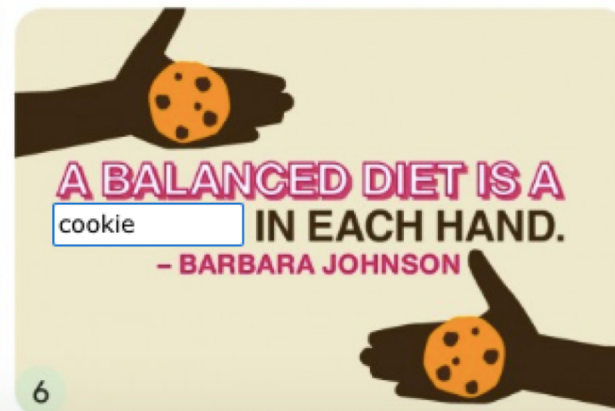 A BALANCED DIET IS A
cookie IN EACH HAND.
– BARBARA JOHNSON
6